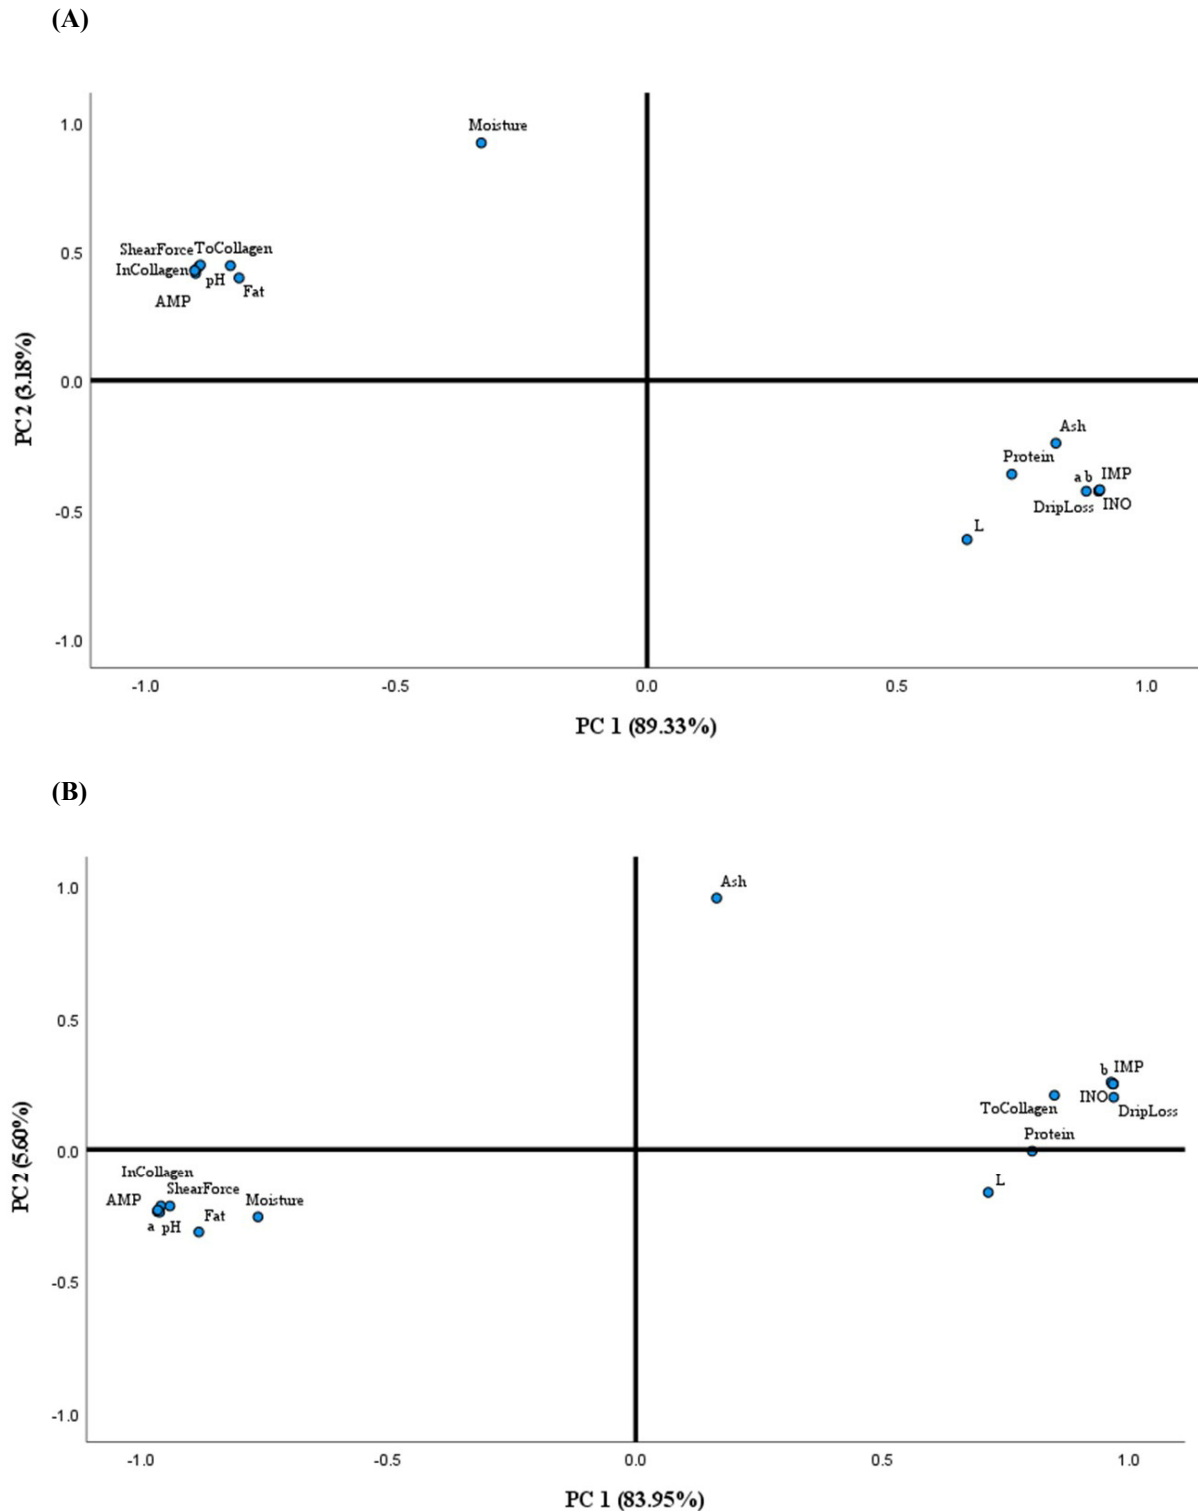 (A)
1.0
Moisture
0.5
ShearForce ToCollagen
InCollagen
pH
Fat
AMP
PC 2 (3.18%)
0.0
Ash
Protein
a b IMP
-0.5
DripLoss INO
L
-1.0
-1.0 -0.5 0.0 0.5 1.0
PC 1 (89.33%)
(B)
1.0
Ash
0.5
b IMP
INO
ToCollagen
DripLoss
PC 2 (5.60%)
Protein
0.0
InCollagen
ShearForce
L
AMP
Moisture
a pH
Fat
-0.5
-1.0
-1.0 -0.5 0.0 0.5 1.0
PC 1 (83.95%)